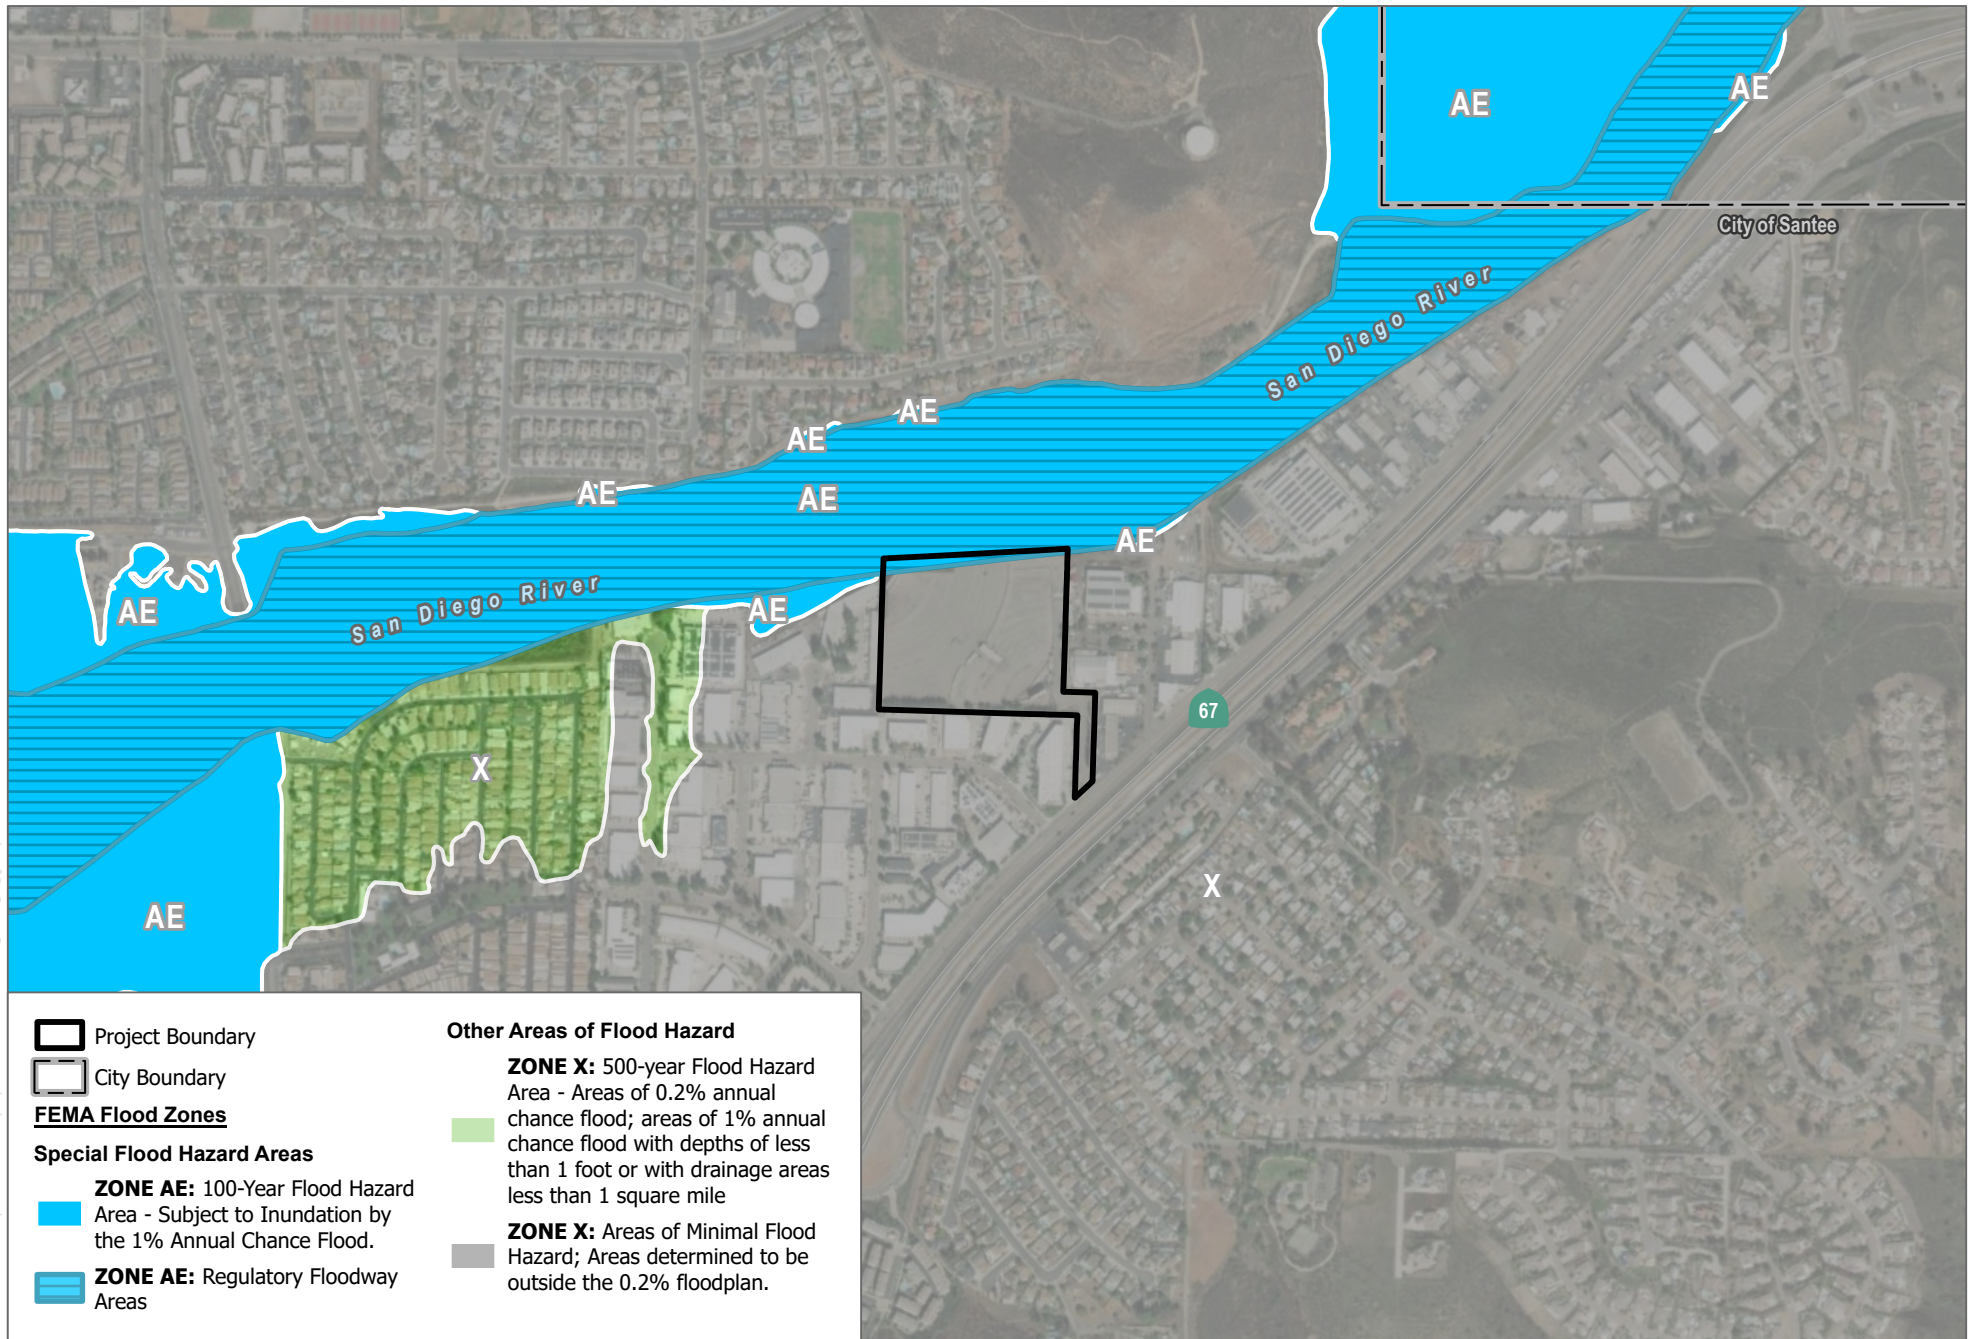 AE
AE
City of Santee
San Diego River
AE
AE
AE
AE
AE
San Diego River
AE
AE
67
X
X
AE
Project Boundary
City Boundary
FEMA Flood Zones
Special Flood Hazard Areas
ZONE AE: 100-Year Flood Hazard
Area - Subject to Inundation by
the 1% Annual Chance Flood.
ZONE AE: Regulatory Floodway
Areas
Other Areas of Flood Hazard
ZONE X: 500-year Flood Hazard
Area - Areas of 0.2% annual
chance flood; areas of 1% annual
chance flood with depths of less
than 1 foot or with drainage areas
less than 1 square mile
ZONE X: Areas of Minimal Flood
Hazard; Areas determined to be
outside the 0.2% floodplan.